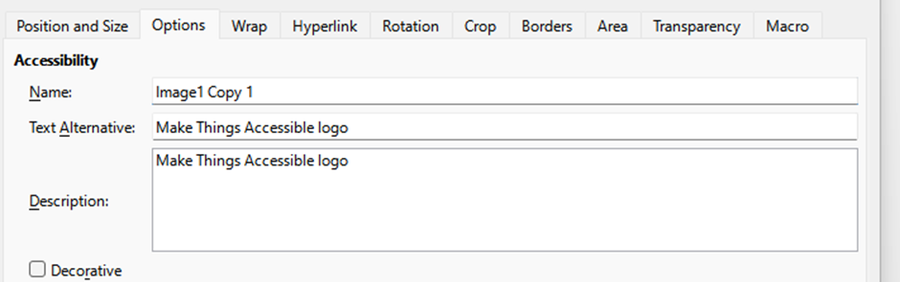 Position and Size Options Wrap Hyperlink Rotation Crop Borders Area Transparency Macro
Accessibility
Name: Image1 Copy 1
Text Alternative: Make Things Accessible logo
Make Things Accessible logo
Description:
Decorative